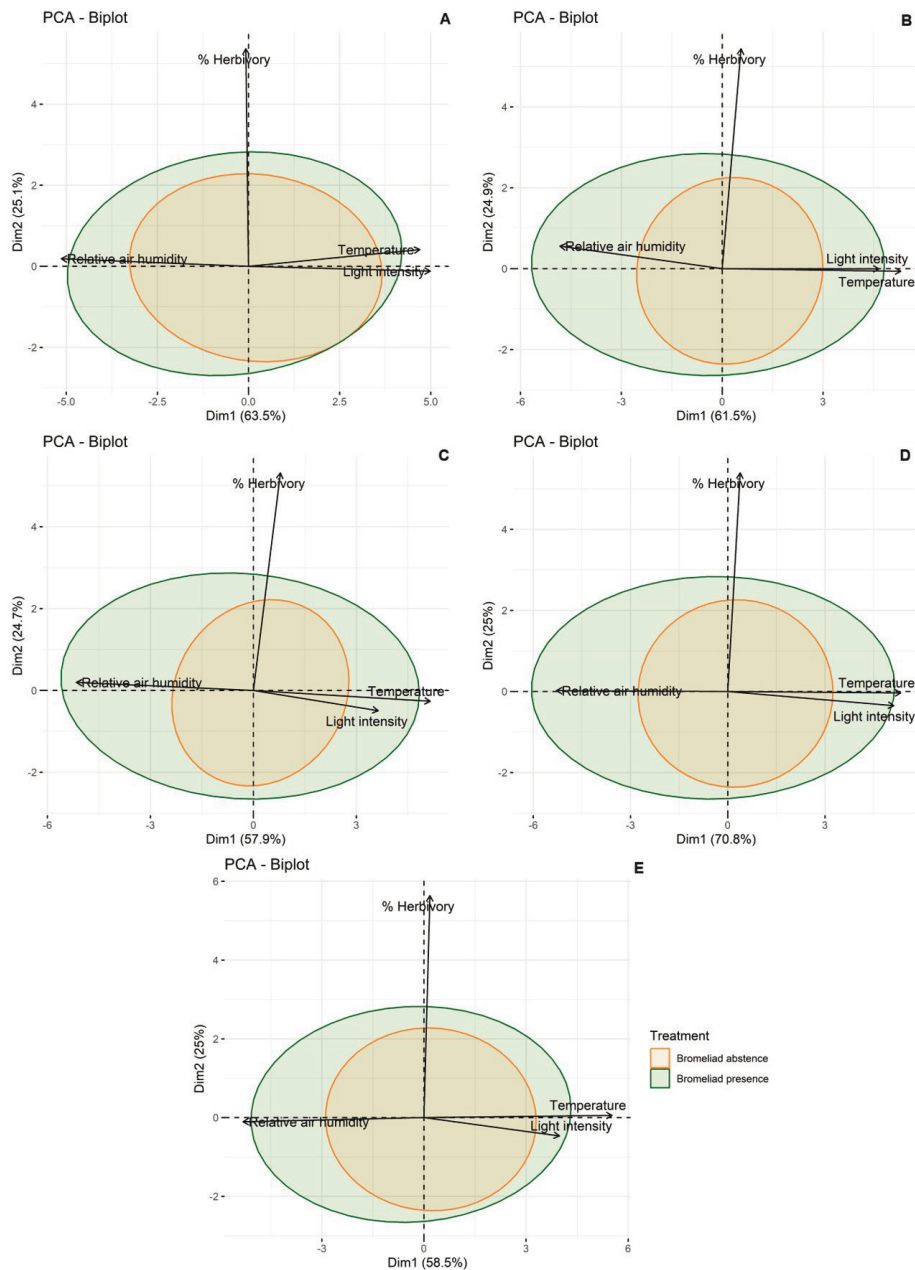 PCA - Biplot
A
% Herbivory
4
2
0
-2
Dim2 (25.1%)
Relative air humidity
Temperature
Light intensity
-5.0
-2.5
0.0
2.5
5.0
Dim1 (63.5%)
PCA - Biplot
B
% Herbivory
4
2
0
-2
Dim2 (24.9%)
Relative air humidity
Light intensity
Temperature
-6
-3
0
3
Dim1 (61.5%)
PCA - Biplot
C
% Herbivory
4
2
0
-2
Dim2 (24.7%)
Relative air humidity
Temperature
Light intensity
-6
-3
0
3
Dim1 (57.9%)
PCA - Biplot
D
% Herbivory
4
2
0
-2
Dim2 (25%)
Relative air humidity
Temperature
Light intensity
-6
-3
0
3
Dim1 (70.8%)
PCA - Biplot
E
% Herbivory
6
4
2
0
-2
Dim2 (25%)
Relative air humidity
Temperature
Light intensity
-3
0
3
6
Dim1 (58.5%)
Treatment
Bromeliad abstence
Bromeliad presence